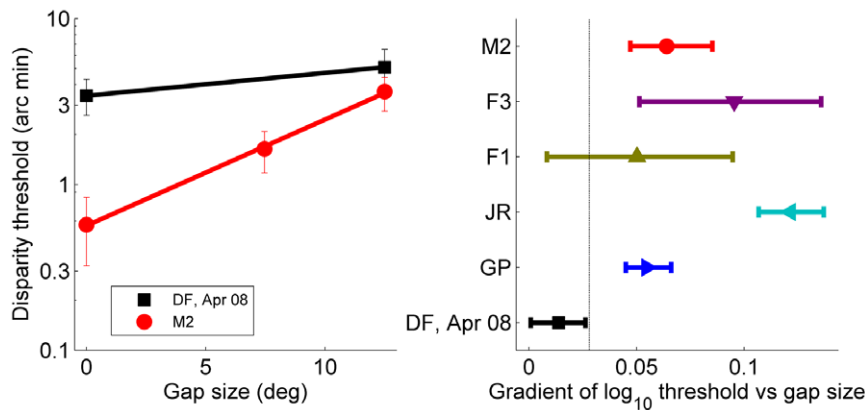 10
3
1
0.3
0.1
Disparity threshold (arc min)
DF, Apr 08
M2
0
5
10
Gap size (deg)
M2
F3
F1
JR
GP
DF, Apr 08
0
0.05
0.1
Gradient of log10 threshold vs gap size